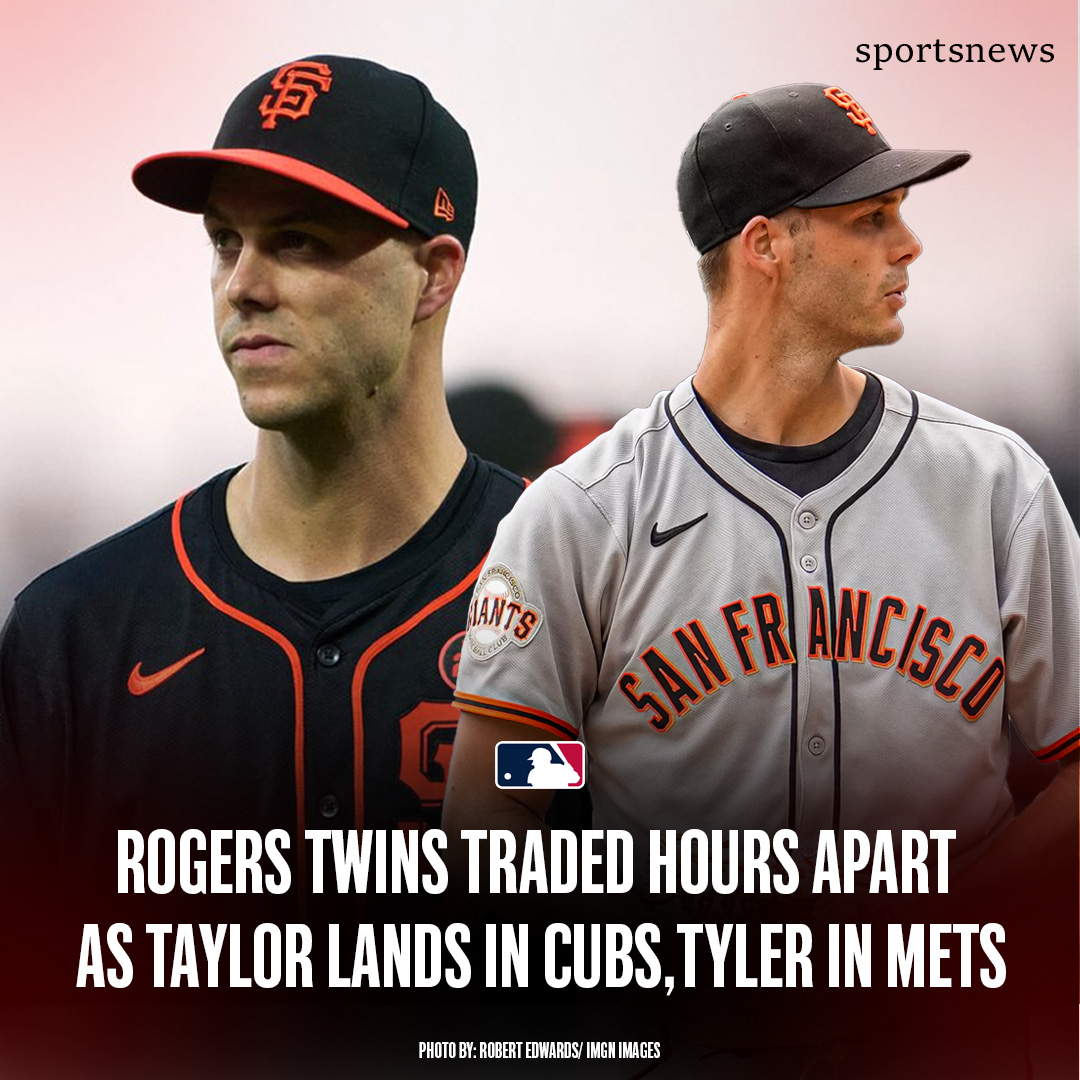 sportsnews
SF
SF
SAN FRANCISCO
GIANTS
ROGERS TWINS TRADED HOURS APART
AS TAYLOR LANDS IN CUBS,TYLER IN METS
PHOTO BY: ROBERT EDWARDS/ IMGN IMAGES